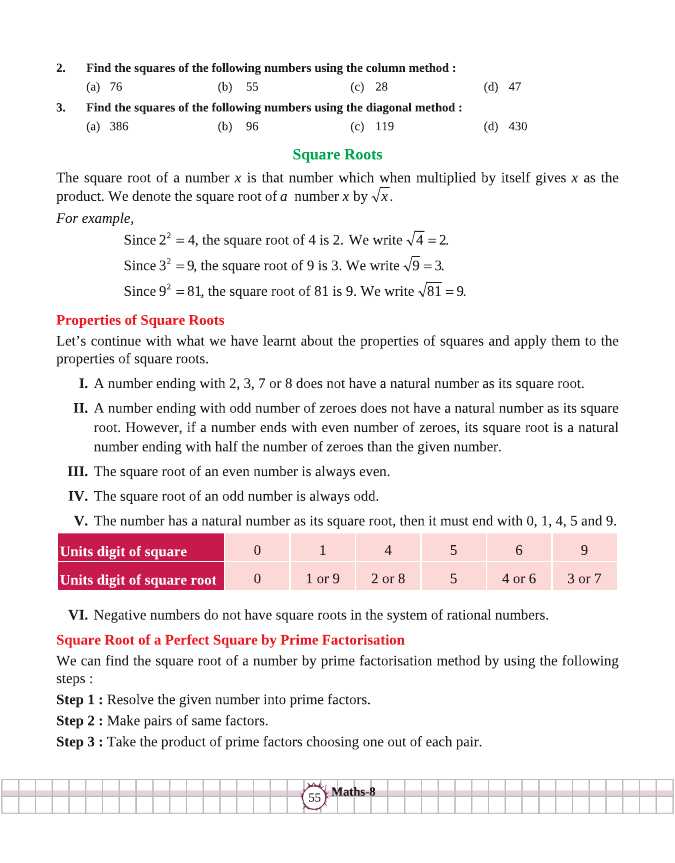 2. Find the squares of the following numbers using the column method :
(a) 76 (b) 55 (c) 28 (d) 47
3. Find the squares of the following numbers using the diagonal method :
(a) 386 (b) 96 (c) 119 (d) 430
Square Roots
The square root of a number x is that number which when multiplied by itself gives x as the
product. We denote the square root of a number x by √x.
For example,
Since 2² = 4, the square root of 4 is 2. We write √4 = 2.
Since 3² = 9, the square root of 9 is 3. We write √9 = 3.
Since 9² = 81, the square root of 81 is 9. We write √81 = 9.
Properties of Square Roots
Let's continue with what we have learnt about the properties of squares and apply them to the
properties of square roots.
I. A number ending with 2, 3, 7 or 8 does not have a natural number as its square root.
II. A number ending with odd number of zeroes does not have a natural number as its square
root. However, if a number ends with even number of zeroes, its square root is a natural
number ending with half the number of zeroes than the given number.
III. The square root of an even number is always even.
IV. The square root of an odd number is always odd.
V. The number has a natural number as its square root, then it must end with 0, 1, 4, 5 and 9.
Units digit of square 0 1 4 5 6 9
Units digit of square root 0 1 or 9 2 or 8 5 4 or 6 3 or 7
VI. Negative numbers do not have square roots in the system of rational numbers.
Square Root of a Perfect Square by Prime Factorisation
We can find the square root of a number by prime factorisation method by using the following
steps :
Step 1 : Resolve the given number into prime factors.
Step 2 : Make pairs of same factors.
Step 3 : Take the product of prime factors choosing one out of each pair.
55 Maths-8